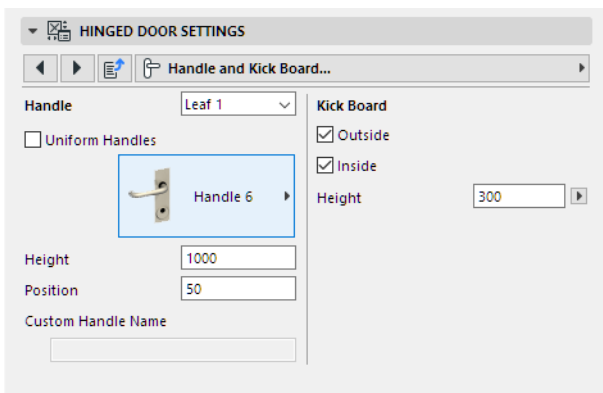 HINGED DOOR SETTINGS
Handle and Kick Board...
Handle
Leaf 1
Uniform Handles
Handle 6
Height
1000
Position
50
Custom Handle Name
Kick Board
Outside
Inside
Height
300